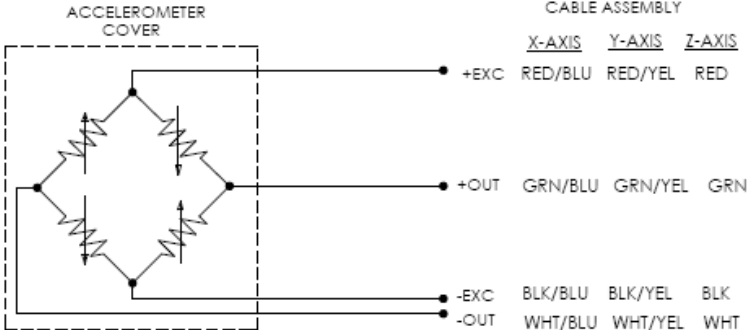 ACCELEROMETER
COVER
CABLE ASSEMBLY
X-AXIS Y-AXIS Z-AXIS
+EXC RED/BLU RED/YEL RED
+OUT GRN/BLU GRN/YEL GRN
-EXC BLK/BLU BLK/YEL BLK
-OUT WHT/BLU WHT/YEL WHT